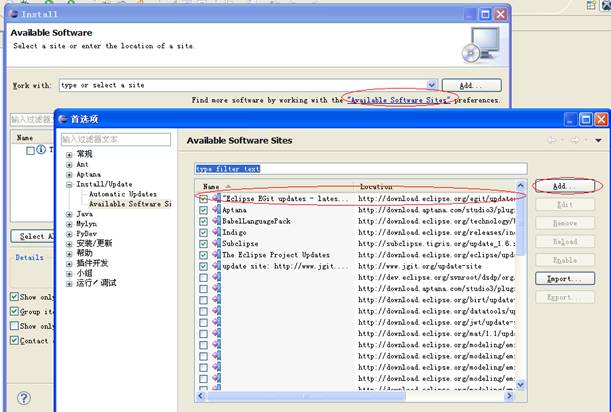 Install
Available Software
Select a site or enter the location of a site.
Work with:
type or select a site
Add...
Find more software by working with the "Available Software Sites" preferences.
输入过滤器文本
Name
Select Al
Details
Show only
Group ite
Show only
Contact
首选项
输入过滤器文本
常规
Ant
Aptana
Install/Update
Automatic Updates
Available Software Si
Java
Mylyn
PyDev
安装/更新
帮助
插件开发
小组
运行／调试
Available Software Sites
type filter text
Name Location
"Eclipse EGit updates - lates... http://download.eclipse.org/egit/update
Aptana http://download.aptana.com/studio3/plug
BabelLanguagePack http://download.eclipse.org/technology/
Indigo http://download.eclipse.org/releases/in
Subclipse http://subclipse.tigris.org/update_1.6.
The Eclipse Project Updates http://download.eclipse.org/eclipse/upd
update site: http://www.jgit.... http://www.jgit.org/update-site
http://dev.eclipse.org/svnroot/dsdp/org.
http://download.aptana.com/studio3/plug
http://download.eclipse.org/birt/update-
http://download.eclipse.org/datatools/up
http://download.eclipse.org/jwt/update-s
http://download.eclipse.org/mat/1.1/upda
http://download.eclipse.org/modeling/em
http://download.eclipse.org/modeling/em
http://download.eclipse.org/modeling/em
Add...
Edit
Remove
Reload
Enable
Import...
Export...